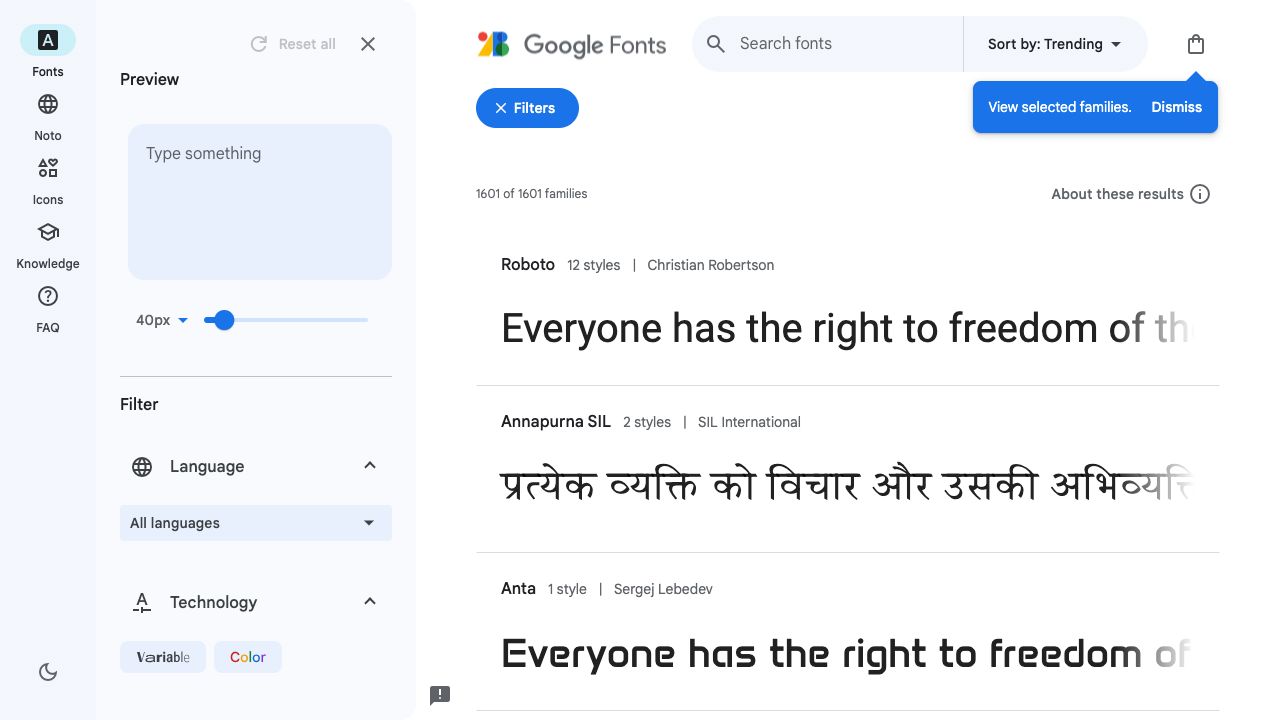 A
Fonts
Noto
Icons
Knowledge
FAQ
Reset all
Preview
Type something
40px
Filter
Language
All languages
A
Technology
Variable
Color
Google Fonts
Search fonts
Sort by: Trending
Filters
View selected families. Dismiss
1601 of 1601 families
About these results
Roboto 12 styles | Christian Robertson
Everyone has the right to freedom of th
Annapurna SIL 2 styles | SIL International
प्रत्येक व्यक्ति को विचार और उसकी अभिव्यक्ति
Anta 1 style | Sergej Lebedev
Everyone has the right to freedom of